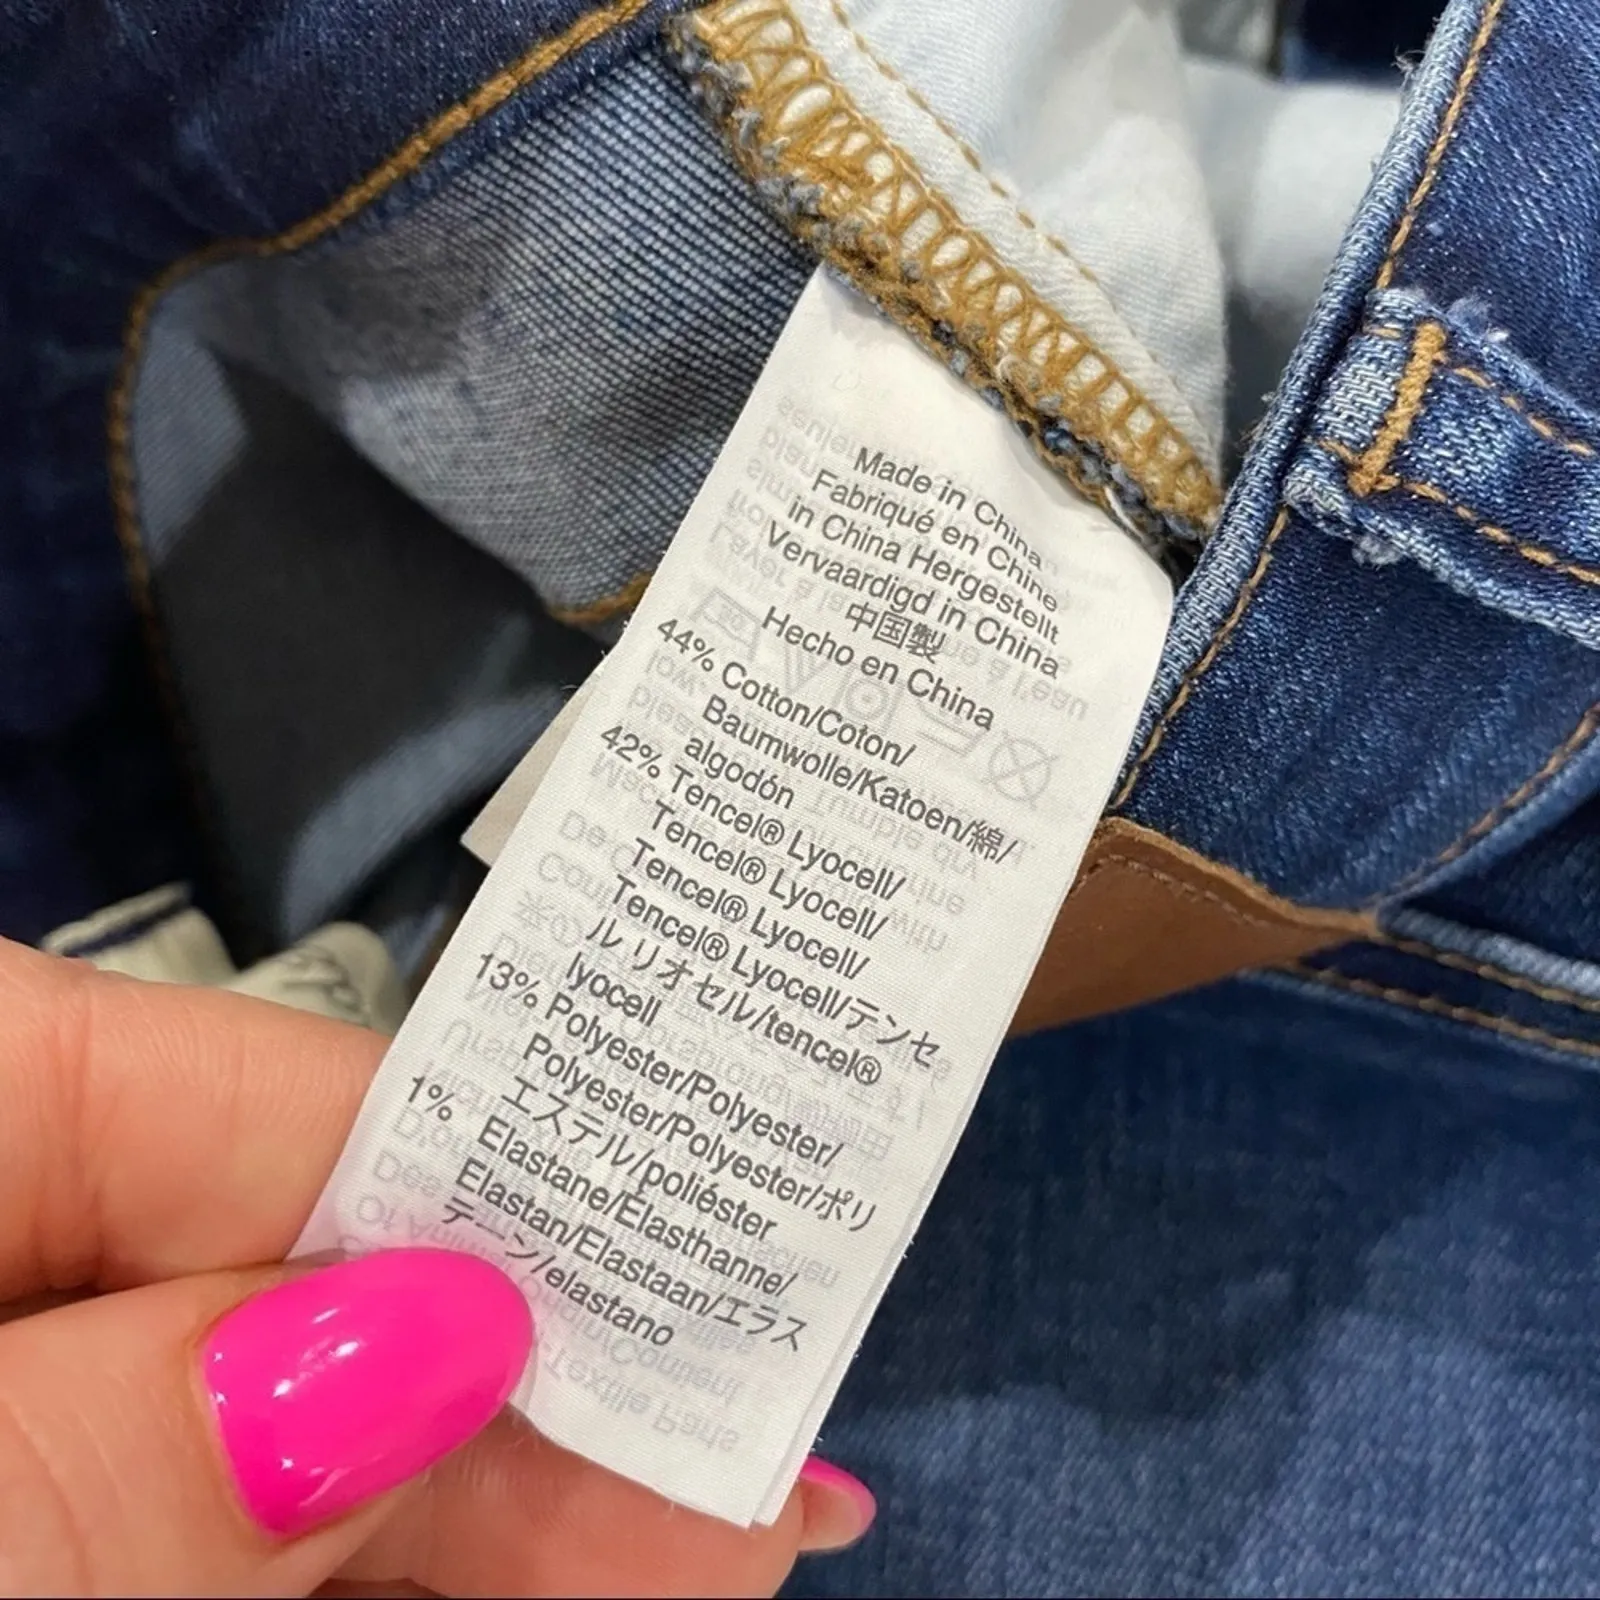 Made in China
Fabriqué en Chine
in China Hergestellt
Vervaardigd in China
中国製
Hecho en China
44% Cotton/Coton/
Baumwolle/Katoen/綿/
algodón
42% Tencel® Lyocell/
Tencel® Lyocell/
Tencel® Lyocell/
Tencel® Lyocell/テンセ
ル リオセル/tencel®
lyocell
13% Polyester/Polyester/
Polyester/Polyester/ポリ
エステル/poliéster
1% Elastane/Élasthanne/
Elastan/Elastaan/エラス
テーン/elastano